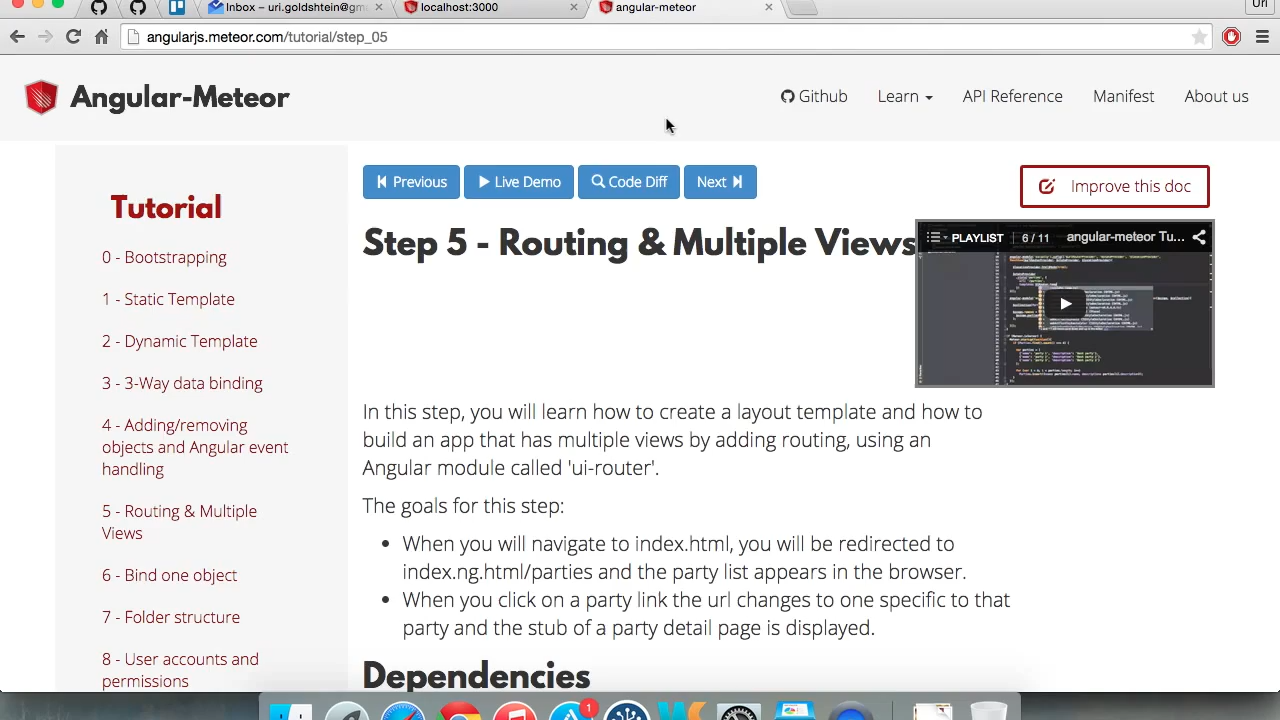 Inbox – uri.goldshtein@gm
localhost:3000
angular-meteor
Uri
angularjs.meteor.com/tutorial/step_05
Angular-Meteor
Github
Learn
API Reference
Manifest
About us
Previous
Live Demo
Code Diff
Next
Improve this doc
Tutorial
0 - Bootstrapping
1 - Static Template
2 - Dynamic Template
3 - 3-Way data binding
4 - Adding/removing
objects and Angular event
handling
5 - Routing & Multiple
Views
6 - Bind one object
7 - Folder structure
8 - User accounts and
permissions
Step 5 - Routing & Multiple Views
PLAYLIST
6 / 11
angular-meteor Tu...
In this step, you will learn how to create a layout template and how to
build an app that has multiple views by adding routing, using an
Angular module called 'ui-router'.
The goals for this step:
When you will navigate to index.html, you will be redirected to
index.ng.html/parties and the party list appears in the browser.
When you click on a party link the url changes to one specific to that
party and the stub of a party detail page is displayed.
Dependencies
1